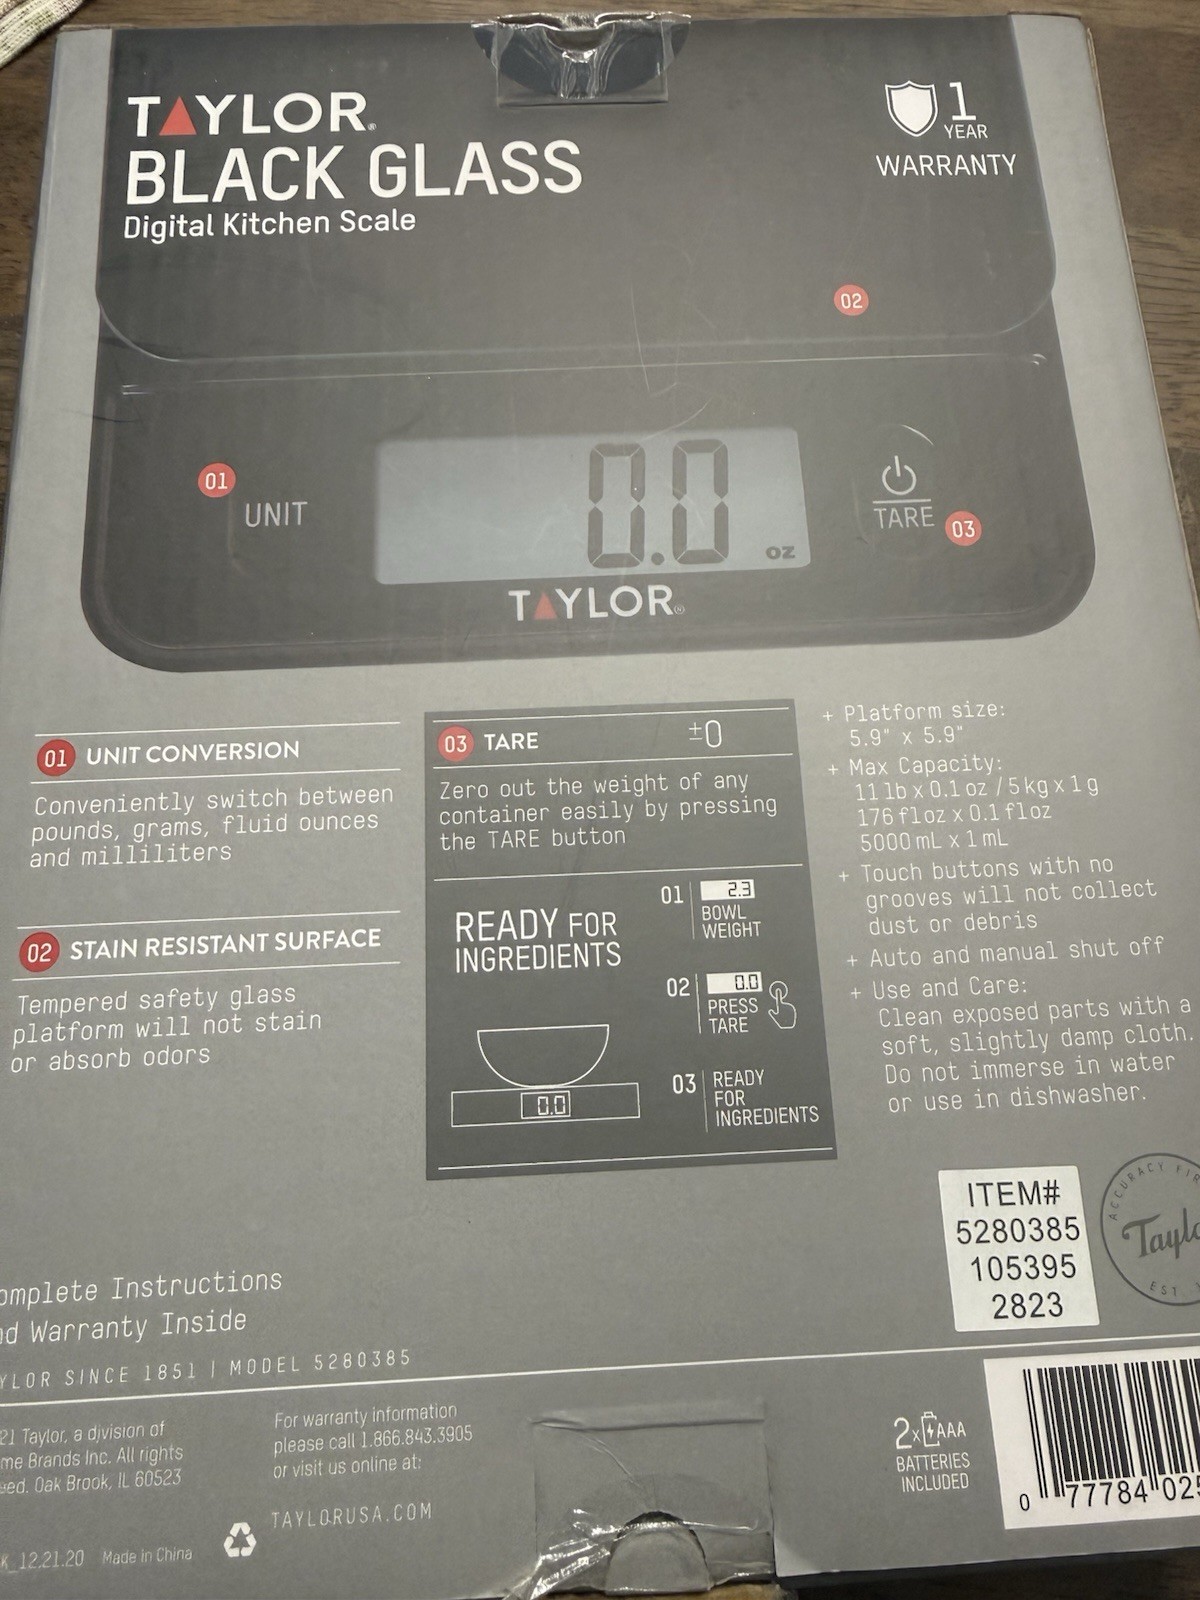 TAYLOR®
BLACK GLASS
Digital Kitchen Scale
1
YEAR
WARRANTY
02
01
UNIT
0.0
oz
TARE
03
TAYLOR®
01 UNIT CONVERSION
Conveniently switch between
pounds, grams, fluid ounces
and milliliters
02 STAIN RESISTANT SURFACE
Tempered safety glass
platform will not stain
or absorb odors
03 TARE ±0
Zero out the weight of any
container easily by pressing
the TARE button
READY FOR
INGREDIENTS
0.0
01 2.3
BOWL
WEIGHT
02 0.0
PRESS
TARE
03 READY
FOR
INGREDIENTS
+ Platform size:
5.9" x 5.9"
+ Max Capacity:
11 lb x 0.1 oz / 5 kg x 1 g
176 fl oz x 0.1 fl oz
5000 mL x 1 mL
+ Touch buttons with no
grooves will not collect
dust or debris
+ Auto and manual shut off
+ Use and Care:
Clean exposed parts with a
soft, slightly damp cloth.
Do not immerse in water
or use in dishwasher.
ITEM#
5280385
105395
2823
ACCURACY FIR
Taylo
EST
omplete Instructions
nd Warranty Inside
YLOR SINCE 1851 | MODEL 5280385
21 Taylor, a division of
me Brands Inc. All rights
ved. Oak Brook, IL 60523
K_12.21.20 Made in China
For warranty information
please call 1.866.843.3905
or visit us online at:
TAYLORUSA.COM
2x AAA
BATTERIES
INCLUDED
0 77784 025